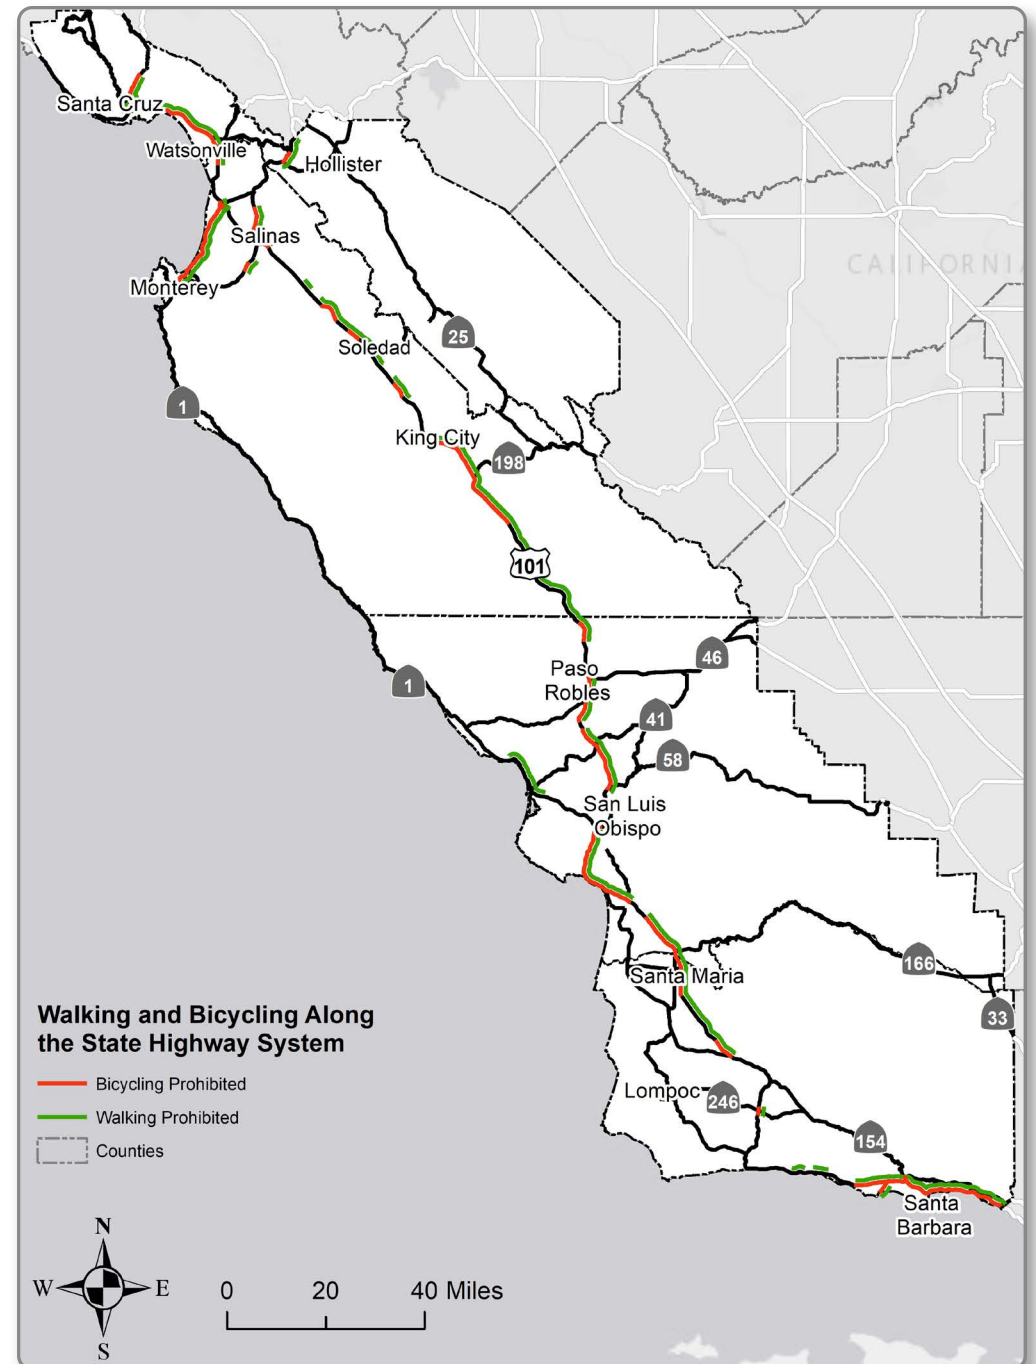 Santa Cruz
Watsonville
Hollister
Salinas
CALIFORNIA
Monterey
25
Soledad
1
King City
198
101
46
Paso
Robles
1
41
58
San Luis
Obispo
166
Santa Maria
33
Walking and Bicycling Along
the State Highway System
Bicycling Prohibited
Walking Prohibited
Counties
Lompoc
246
154
Santa
Barbara
N
W E
S
0 20 40 Miles